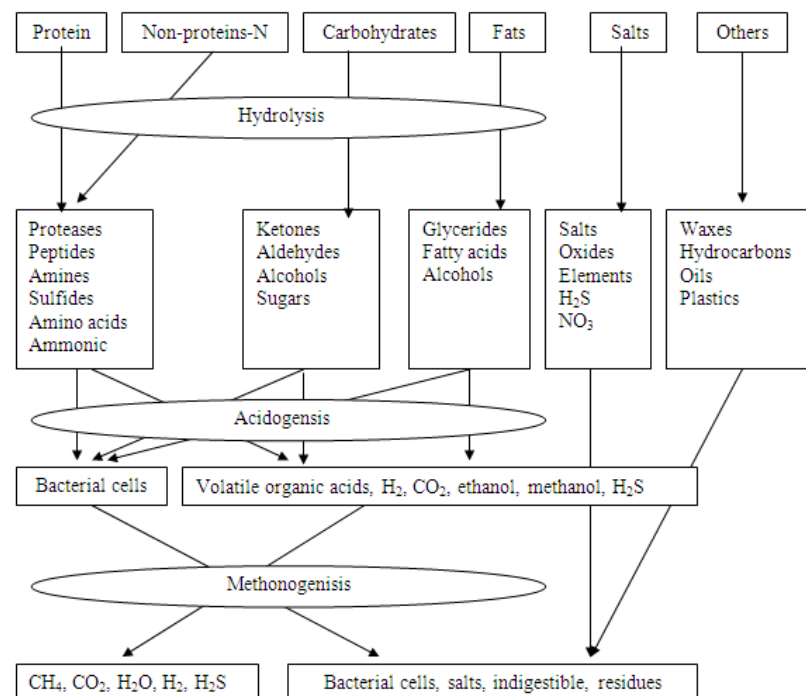 Protein
Non-proteins-N
Carbohydrates
Fats
Salts
Others
Hydrolysis
Proteases
Peptides
Amines
Sulfides
Amino acids
Ammonic
Ketones
Aldehydes
Alcohols
Sugars
Glycerides
Fatty acids
Alcohols
Salts
Oxides
Elements
H₂S
NO₃
Waxes
Hydrocarbons
Oils
Plastics
Acidogensis
Bacterial cells
Volatile organic acids, H₂, CO₂, ethanol, methanol, H₂S
Methonogenisis
CH₄, CO₂, H₂O, H₂, H₂S
Bacterial cells, salts, indigestible, residues